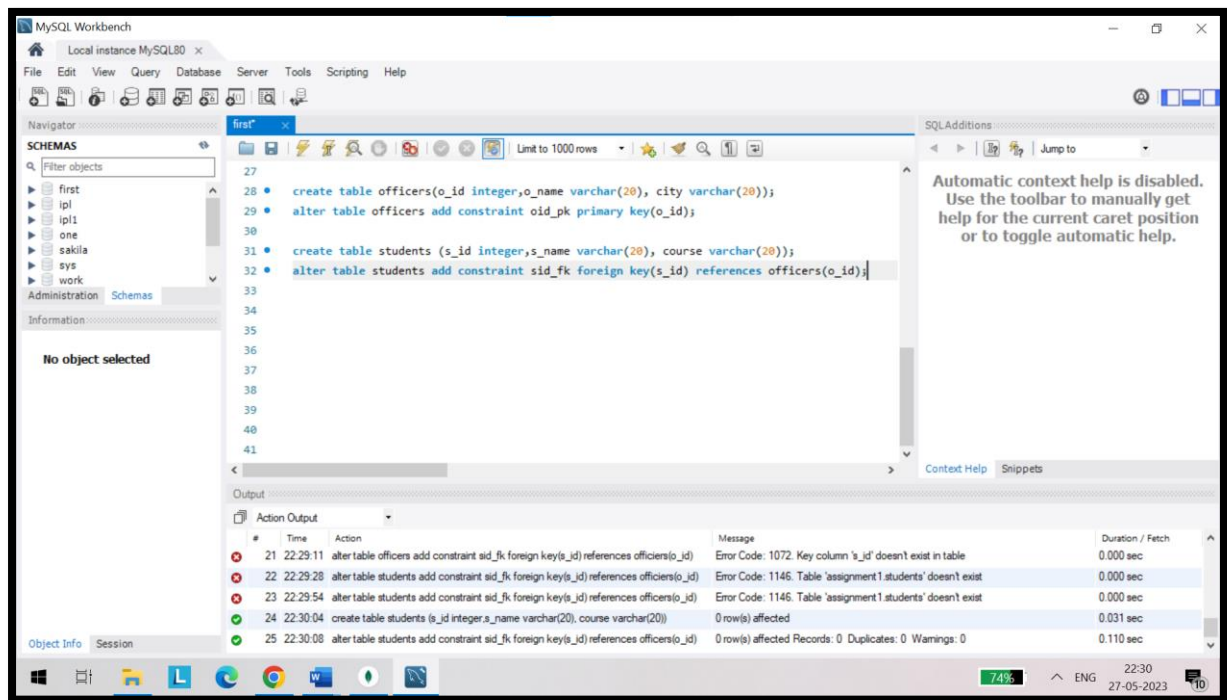 MySQL Workbench
Local instance MySQL80 ×
File Edit View Query Database Server Tools Scripting Help
Navigator
SCHEMAS
Filter objects
first
ipl
ipl1
one
sakila
sys
work
Administration Schemas
Information
No object selected
Object Info Session
first* ×
Limit to 1000 rows
27
28 create table officers(o_id integer,o_name varchar(20), city varchar(20));
29 alter table officers add constraint oid_pk primary key(o_id);
30
31 create table students (s_id integer,s_name varchar(20), course varchar(20));
32 alter table students add constraint sid_fk foreign key(s_id) references officers(o_id);
33
34
35
36
37
38
39
40
41
SQLAdditions
Jump to
Automatic context help is disabled.
Use the toolbar to manually get
help for the current caret position
or to toggle automatic help.
Context Help Snippets
Output
Action Output
# Time Action Message Duration / Fetch
21 22:29:11 alter table officers add constraint sid_fk foreign key(s_id) references officiers(o_id) Error Code: 1072. Key column 's_id' doesn't exist in table 0.000 sec
22 22:29:28 alter table students add constraint sid_fk foreign key(s_id) references officiers(o_id) Error Code: 1146. Table 'assignment1.students' doesn't exist 0.000 sec
23 22:29:54 alter table students add constraint sid_fk foreign key(s_id) references officiers(o_id) Error Code: 1146. Table 'assignment1.students' doesn't exist 0.000 sec
24 22:30:04 create table students (s_id integer,s_name varchar(20), course varchar(20)) 0 row(s) affected 0.031 sec
25 22:30:08 alter table students add constraint sid_fk foreign key(s_id) references officers(o_id) 0 row(s) affected Records: 0 Duplicates: 0 Warnings: 0 0.110 sec
74% ENG 22:30
27-05-2023
10